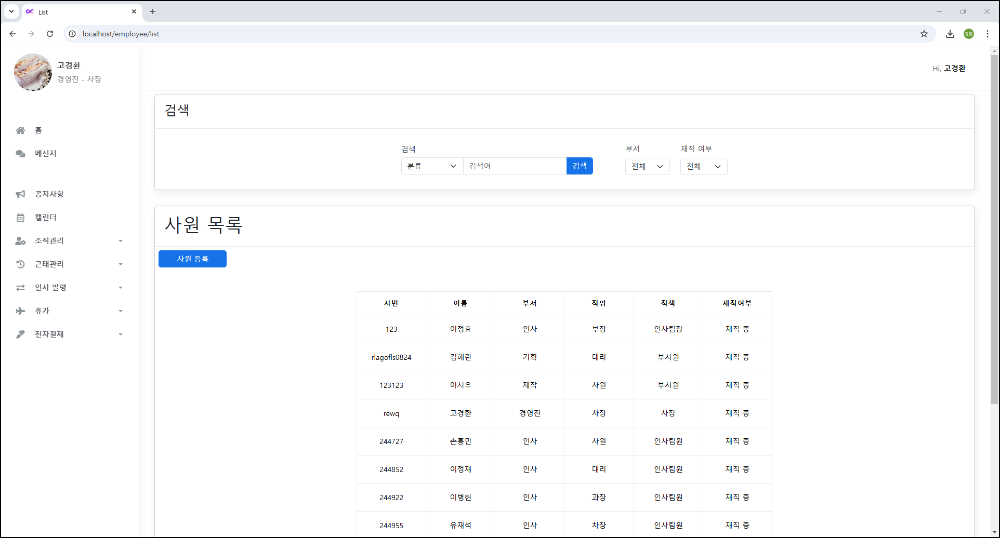 List
localhost/employee/list
경환
고경환
경영진 - 사장
Hi, 고경환
홈
메신저
공지사항
캘린더
조직관리
근태관리
인사 발령
휴가
전자결재
검색
검색 부서 재직 여부
분류 검색어 검색 전체 전체
사원 목록
사원 등록
사번 이름 부서 직위 직책 재직여부
123 이정효 인사 부장 인사팀장 재직 중
rlagofls0824 김해린 기획 대리 부서원 재직 중
123123 이시우 제작 사원 부서원 재직 중
rewq 고경환 경영진 사장 사장 재직 중
244727 손흥민 인사 사원 인사팀원 재직 중
244852 이정재 인사 대리 인사팀원 재직 중
244922 이병헌 인사 과장 인사팀원 재직 중
244955 유재석 인사 차장 인사팀원 재직 중